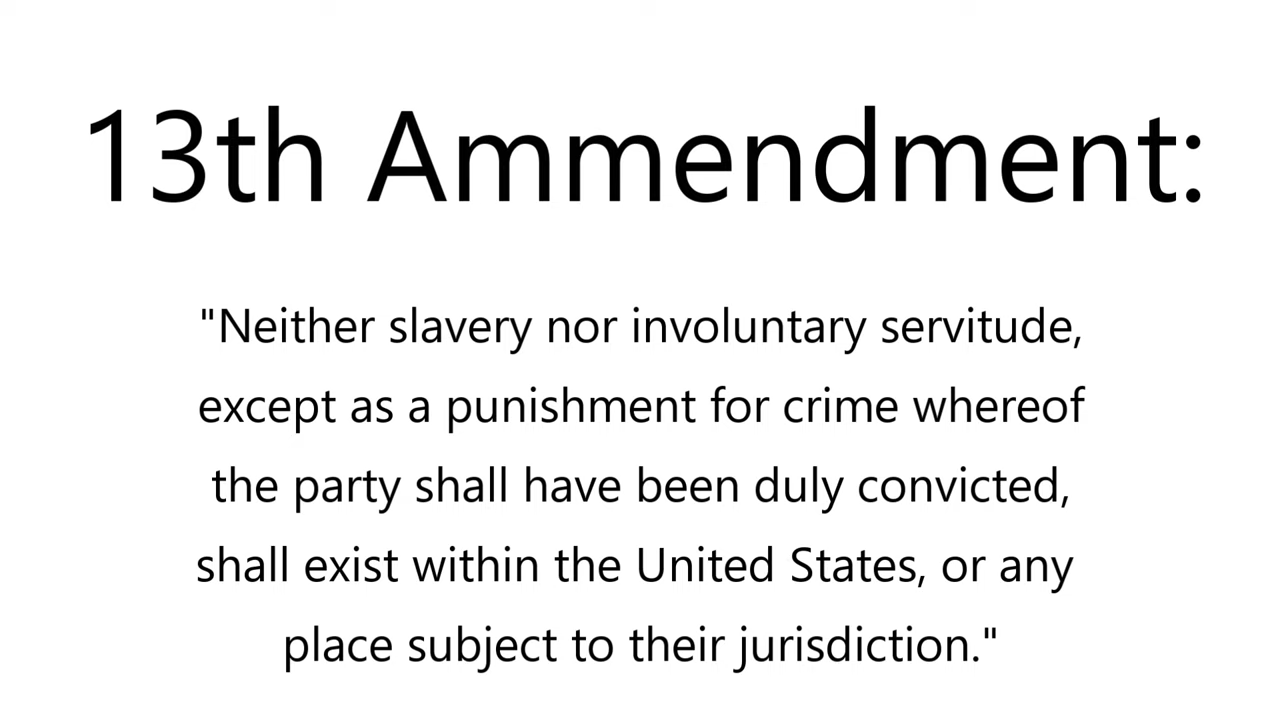 13th Ammendment:
"Neither slavery nor involuntary servitude,
except as a punishment for crime whereof
the party shall have been duly convicted,
shall exist within the United States, or any
place subject to their jurisdiction."